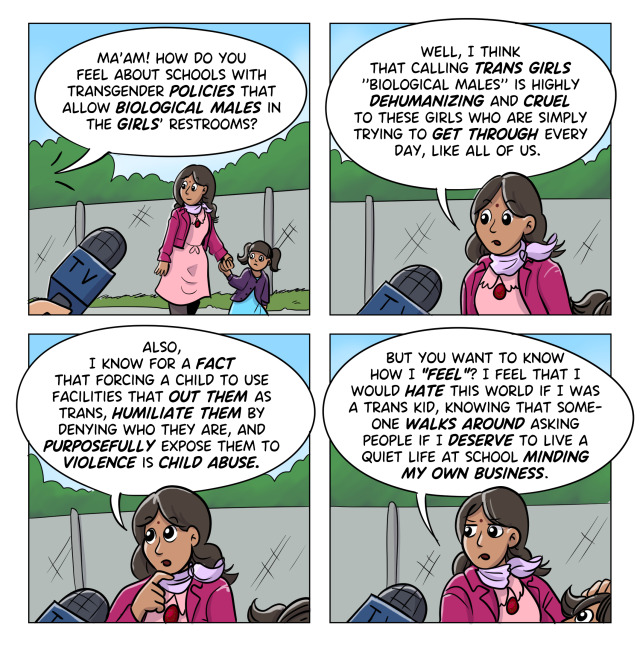 MA'AM! HOW DO YOU
FEEL ABOUT SCHOOLS WITH
TRANSGENDER POLICIES THAT
ALLOW BIOLOGICAL MALES IN
THE GIRLS' RESTROOMS?
TV
WELL, I THINK
THAT CALLING TRANS GIRLS
"BIOLOGICAL MALES" IS HIGHLY
DEHUMANIZING AND CRUEL
TO THESE GIRLS WHO ARE SIMPLY
TRYING TO GET THROUGH EVERY
DAY, LIKE ALL OF US.
TV
ALSO,
I KNOW FOR A FACT
THAT FORCING A CHILD TO USE
FACILITIES THAT OUT THEM AS
TRANS, HUMILIATE THEM BY
DENYING WHO THEY ARE, AND
PURPOSEFULLY EXPOSE THEM TO
VIOLENCE IS CHILD ABUSE.
TV
BUT YOU WANT TO KNOW
HOW I "FEEL"? I FEEL THAT I
WOULD HATE THIS WORLD IF I WAS
A TRANS KID, KNOWING THAT SOME-
ONE WALKS AROUND ASKING
PEOPLE IF I DESERVE TO LIVE A
QUIET LIFE AT SCHOOL MINDING
MY OWN BUSINESS.
TV